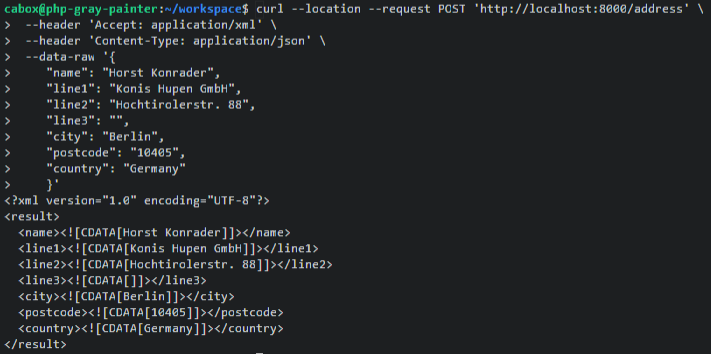 cabox@php-gray-painter:~/workspace$ curl --location --request POST 'http://localhost:8000/address' \
>  --header 'Accept: application/xml' \
>  --header 'Content-Type: application/json' \
>  --data-raw '{
>     "name": "Horst Konrader",
>     "line1": "Konis Hupen GmbH",
>     "line2": "Hochtirolerstr. 88",
>     "line3": "",
>     "city": "Berlin",
>     "postcode": "10405",
>     "country": "Germany"
>     }'
<?xml version="1.0" encoding="UTF-8"?>
<result>
  <name><![CDATA[Horst Konrader]]></name>
  <line1><![CDATA[Konis Hupen GmbH]]></line1>
  <line2><![CDATA[Hochtirolerstr. 88]]></line2>
  <line3><![CDATA[]]></line3>
  <city><![CDATA[Berlin]]></city>
  <postcode><![CDATA[10405]]></postcode>
  <country><![CDATA[Germany]]></country>
</result>